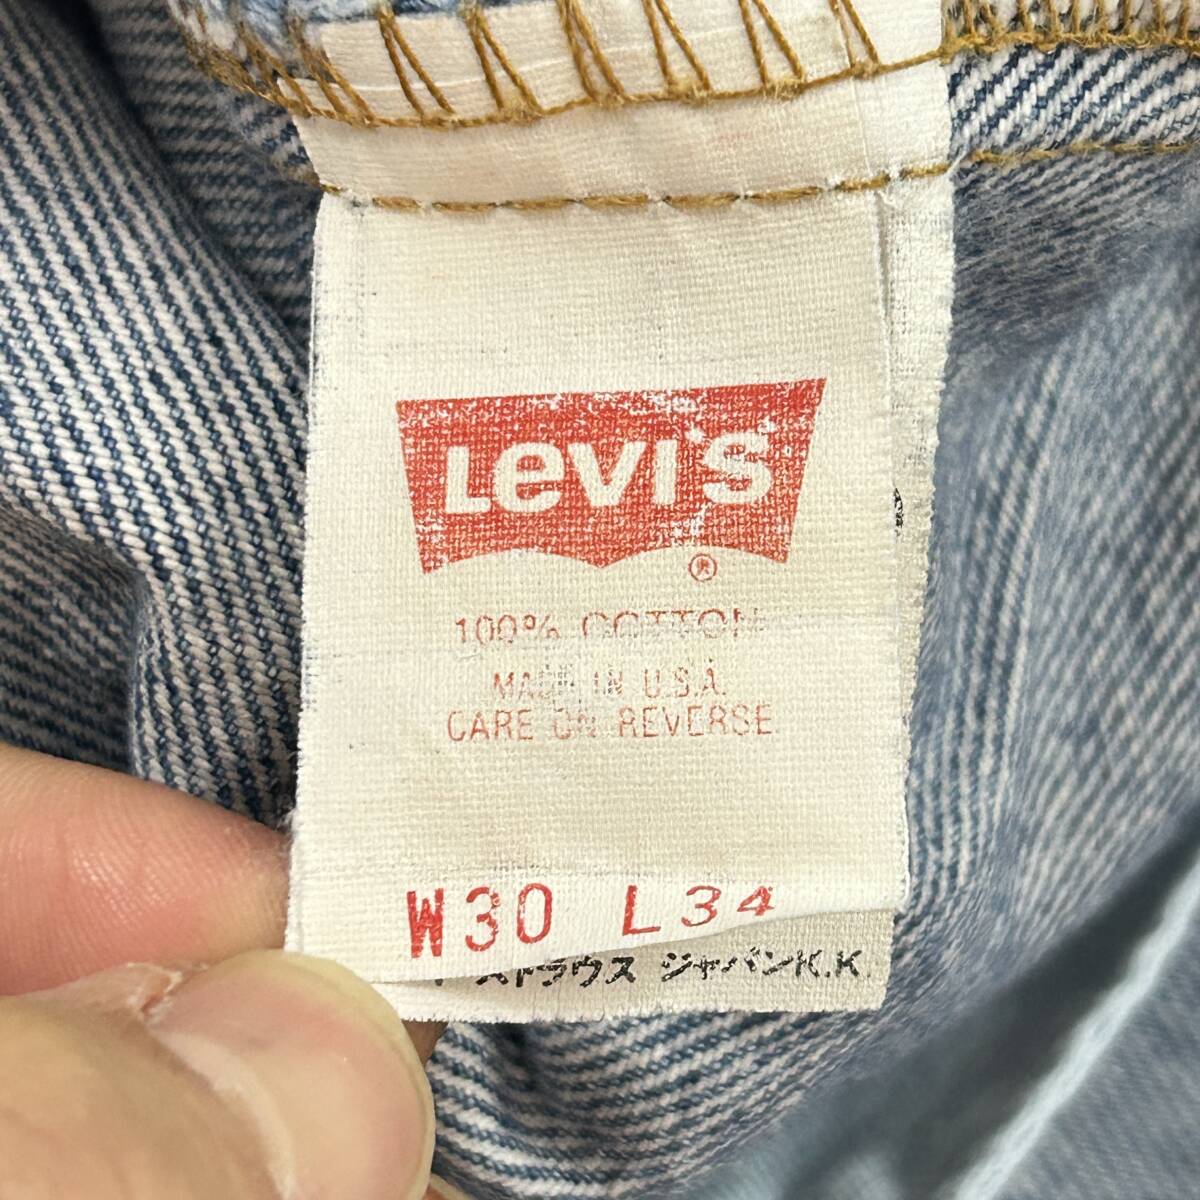 Levi's
®
100% COTTON
MADE IN U.S.A.
CARE ON REVERSE
W30 L34
ストラウス ジャパンK.K.